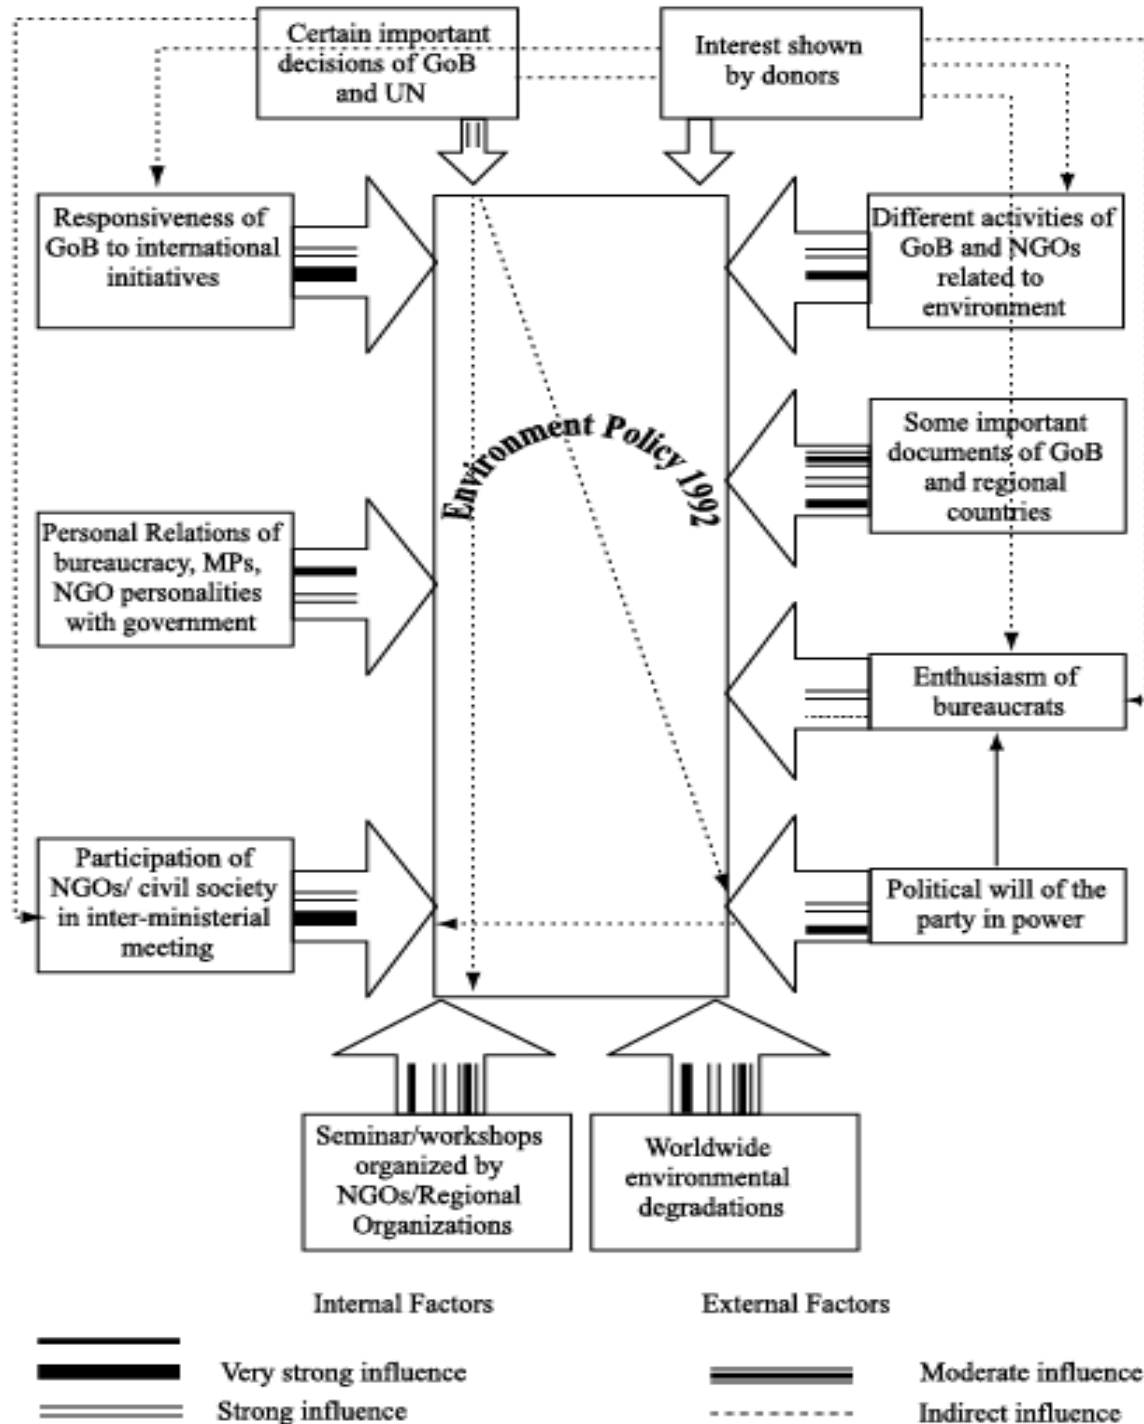 Certain important
decisions of GoB
and UN
Interest shown
by donors
Responsiveness of
GoB to international
initiatives
Different activities of
GoB and NGOs
related to
environment
Some important
documents of GoB
and regional
countries
Environment Policy 1992
Personal Relations of
bureaucracy, MPs,
NGO personalities
with government
Enthusiasm of
bureaucrats
Participation of
NGOs/ civil society
in inter-ministerial
meeting
Political will of the
party in power
Seminar/workshops
organized by
NGOs/Regional
Organizations
Worldwide
environmental
degradations
Internal Factors
External Factors
Very strong influence
Moderate influence
Strong influence
Indirect influence